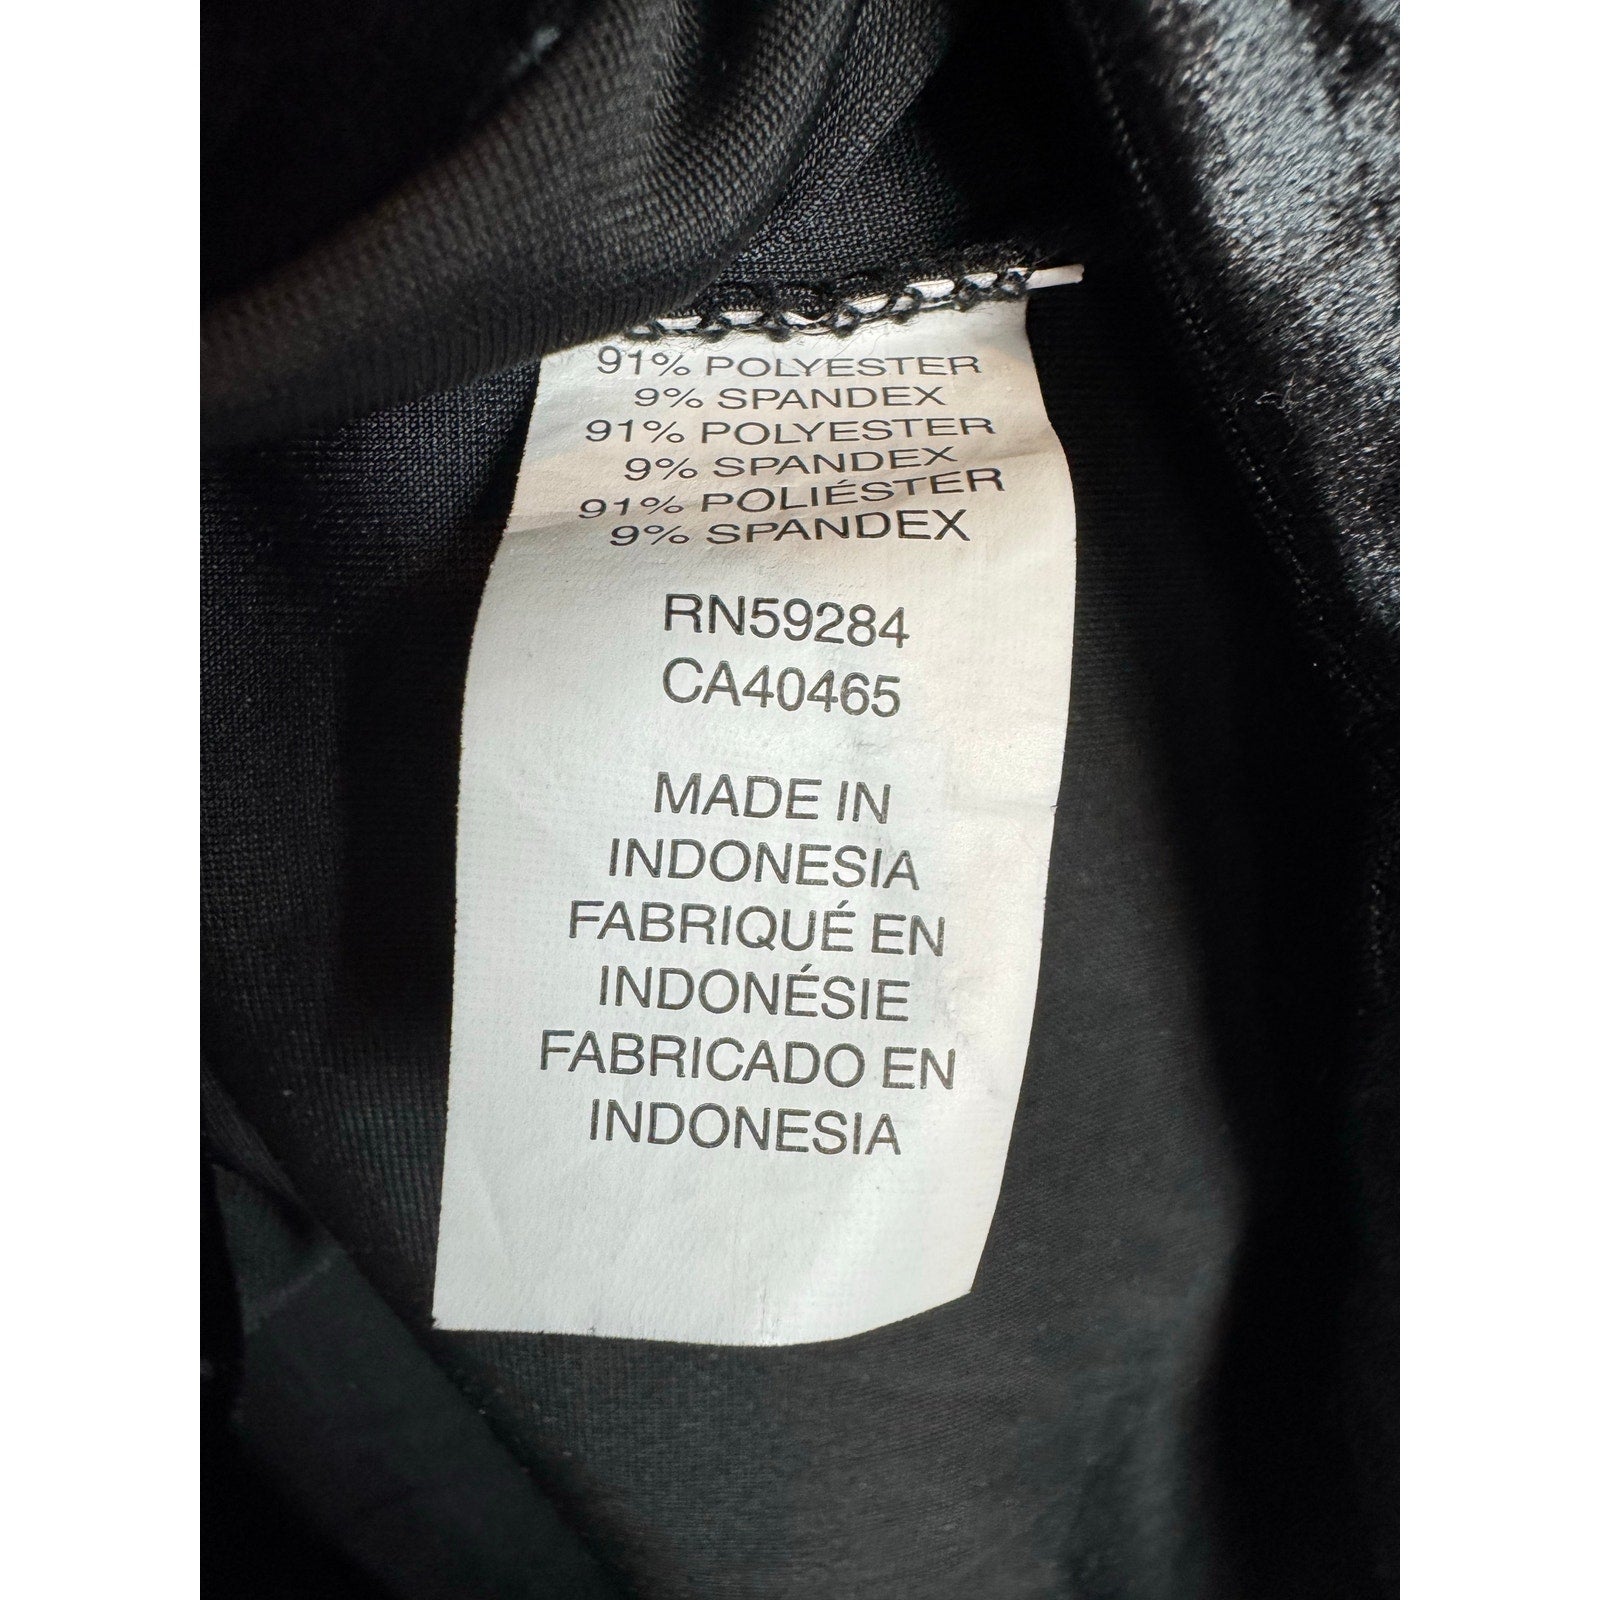 91% POLYESTER
9% SPANDEX
91% POLYESTER
9% SPANDEX
91% POLIÉSTER
9% SPANDEX
RN59284
CA40465
MADE IN
INDONESIA
FABRIQUÉ EN
INDONÉSIE
FABRICADO EN
INDONESIA